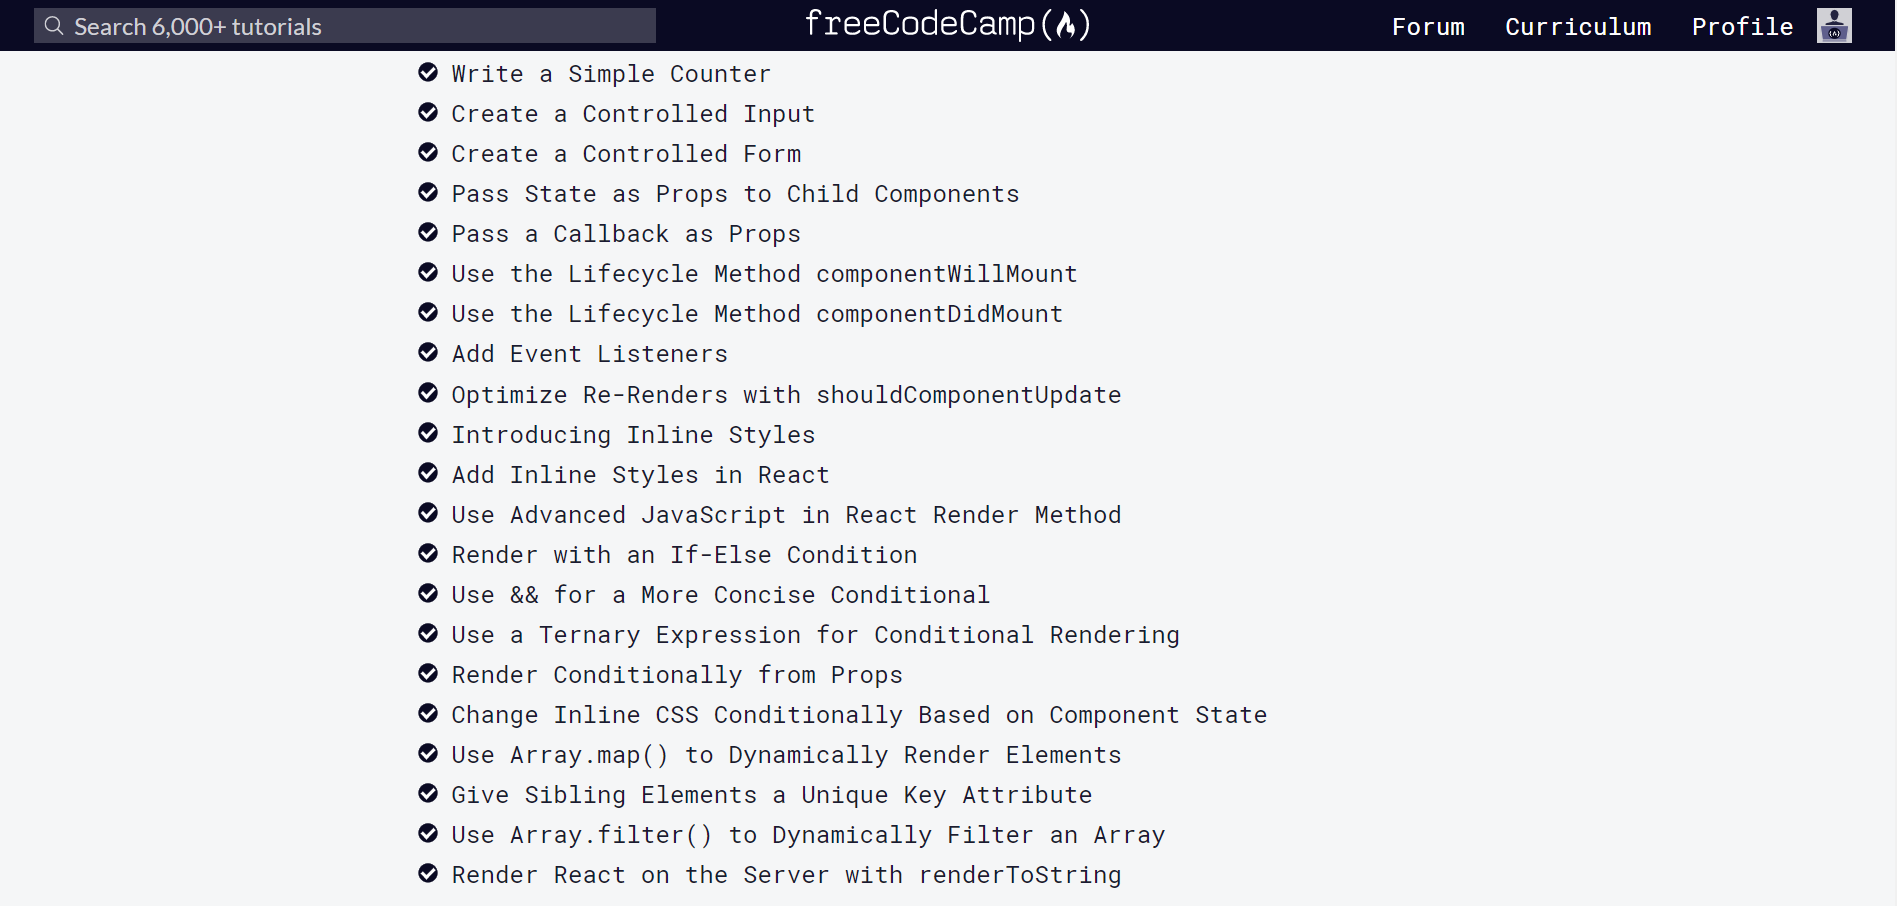 Search 6,000+ tutorials
freeCodeCamp(🔥)
Forum Curriculum Profile
Write a Simple Counter
Create a Controlled Input
Create a Controlled Form
Pass State as Props to Child Components
Pass a Callback as Props
Use the Lifecycle Method componentWillMount
Use the Lifecycle Method componentDidMount
Add Event Listeners
Optimize Re-Renders with shouldComponentUpdate
Introducing Inline Styles
Add Inline Styles in React
Use Advanced JavaScript in React Render Method
Render with an If-Else Condition
Use && for a More Concise Conditional
Use a Ternary Expression for Conditional Rendering
Render Conditionally from Props
Change Inline CSS Conditionally Based on Component State
Use Array.map() to Dynamically Render Elements
Give Sibling Elements a Unique Key Attribute
Use Array.filter() to Dynamically Filter an Array
Render React on the Server with renderToString